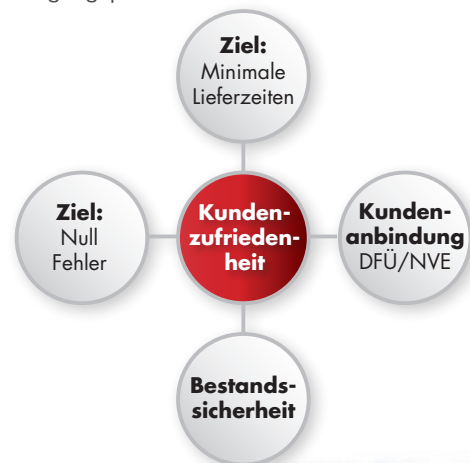 Ziel:
Minimale
Lieferzeiten
Ziel:
Null
Fehler
Kunden-
zufrieden-
heit
Kunden-
anbindung
DFÜ/NVE
Bestands-
sicherheit